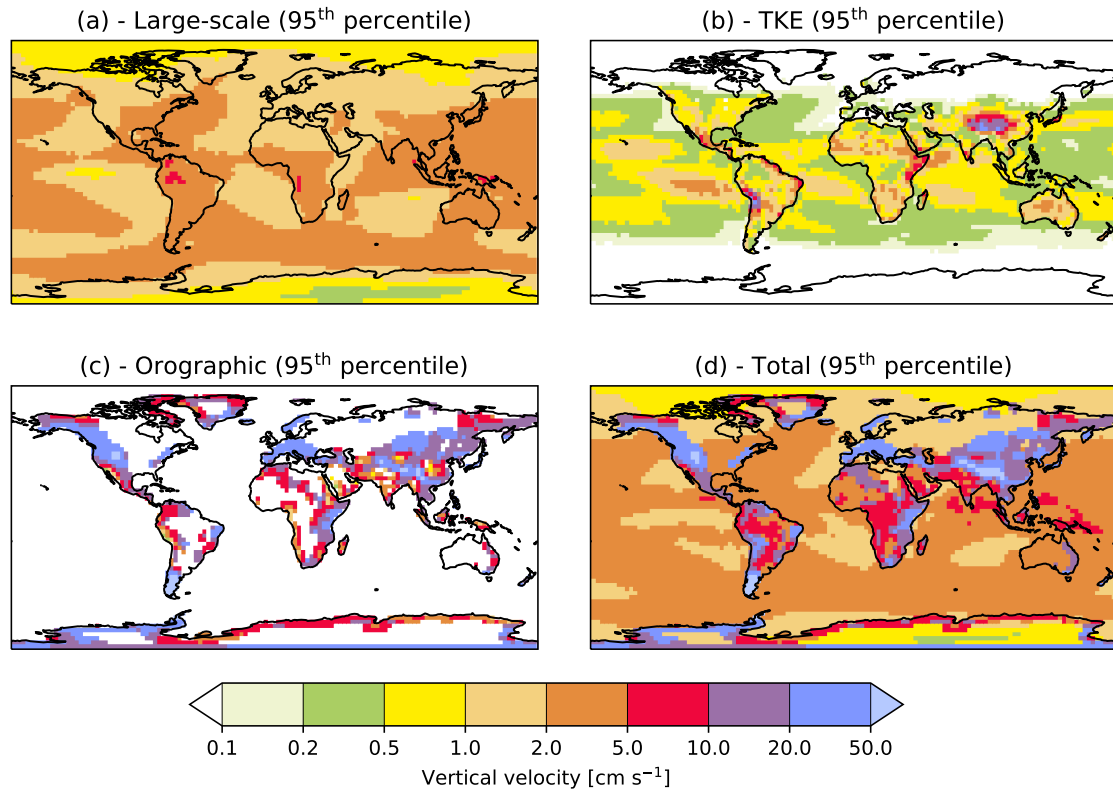 (a) - Large-scale (95th percentile)
(b) - TKE (95th percentile)
(c) - Orographic (95th percentile)
(d) - Total (95th percentile)
0.1 0.2 0.5 1.0 2.0 5.0 10.0 20.0 50.0
Vertical velocity [cm s⁻¹]